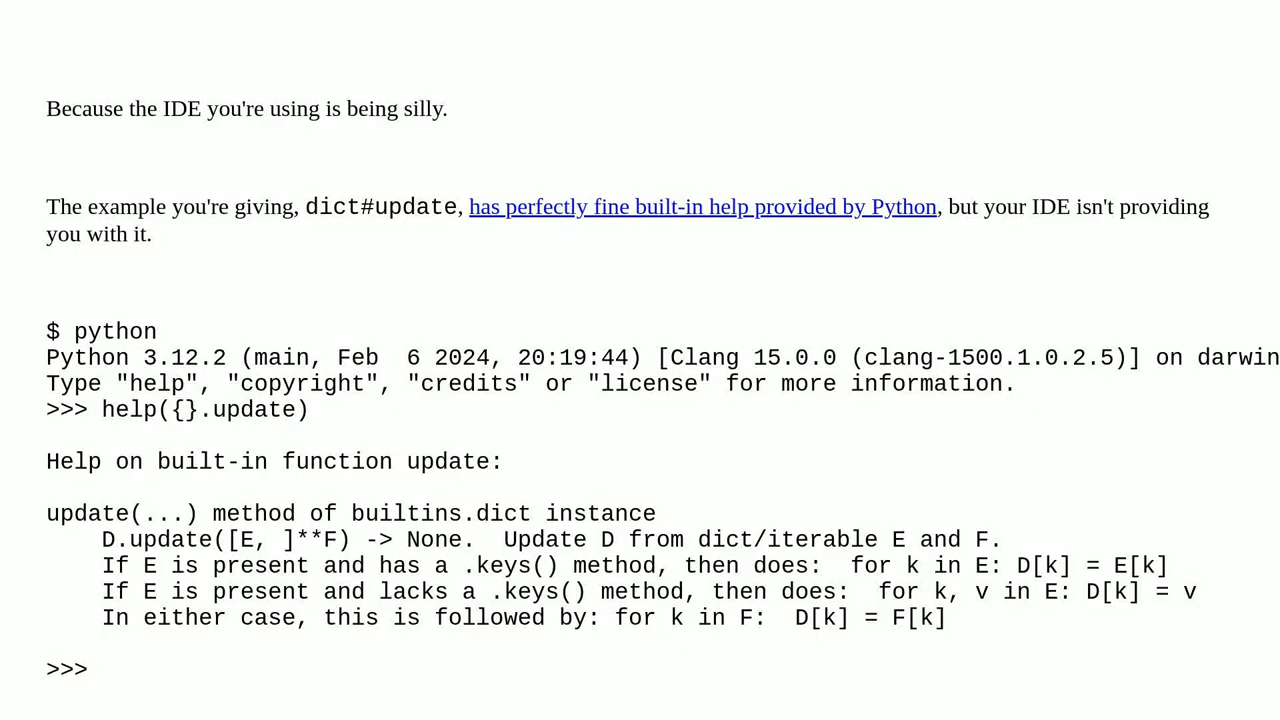 Because the IDE you're using is being silly.
The example you're giving, dict#update, has perfectly fine built-in help provided by Python, but your IDE isn't providing
you with it.
$ python
Python 3.12.2 (main, Feb  6 2024, 20:19:44) [Clang 15.0.0 (clang-1500.1.0.2.5)] on darwin
Type "help", "copyright", "credits" or "license" for more information.
>>> help({}.update)
Help on built-in function update:
update(...) method of builtins.dict instance
    D.update([E, ]**F) -> None.  Update D from dict/iterable E and F.
    If E is present and has a .keys() method, then does:  for k in E: D[k] = E[k]
    If E is present and lacks a .keys() method, then does:  for k, v in E: D[k] = v
    In either case, this is followed by: for k in F:  D[k] = F[k]
>>>